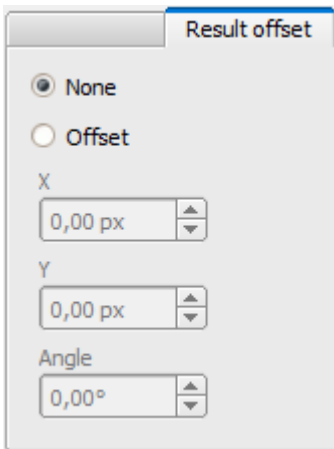 Result offset
None
Offset
X
0,00 px
Y
0,00 px
Angle
0,00°